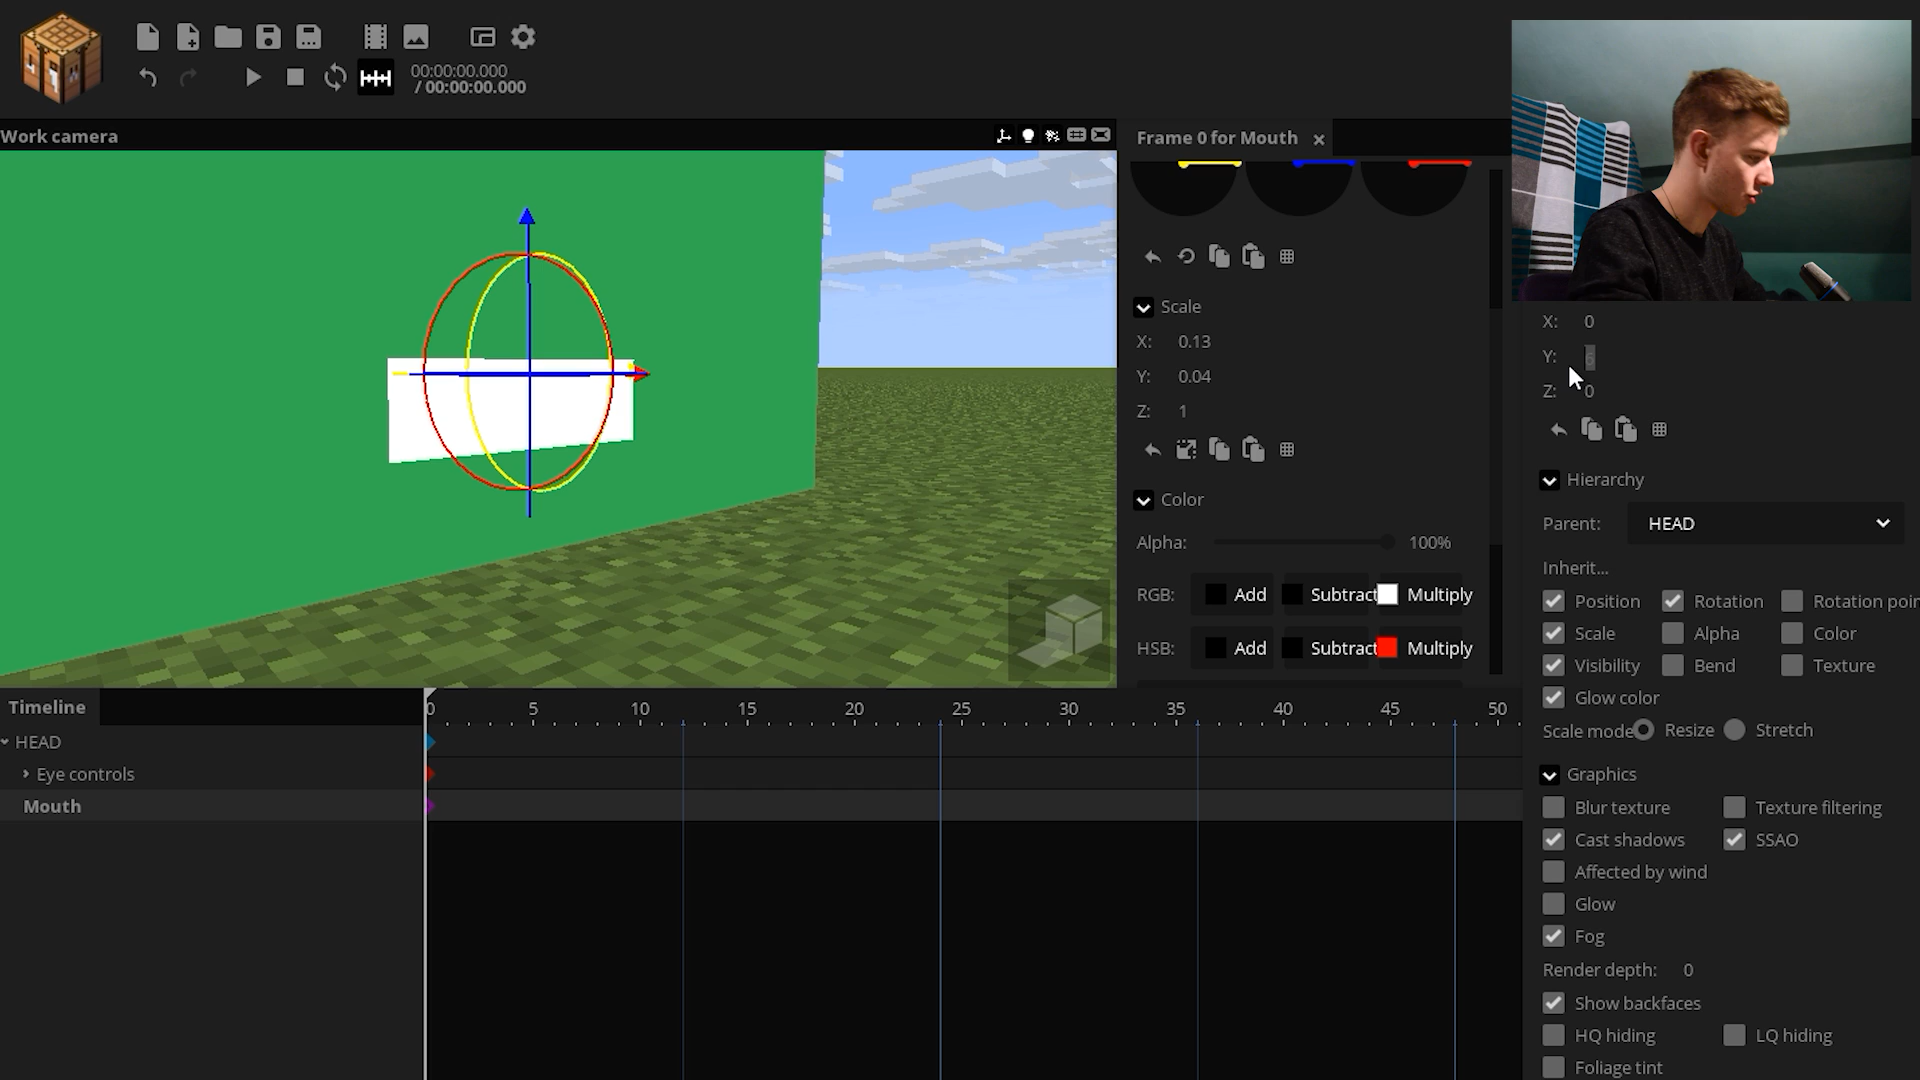 00:00:00.000
/ 00:00:00.000
Work camera
Frame 0 for Mouth
Scale
X: 0.13
Y: 0.04
Z: 1
Color
Alpha: 100%
RGB: Add Subtract Multiply
HSB: Add Subtract Multiply
X: 0
Y:
Z: 0
Hierarchy
Parent: HEAD
Inherit...
Position Rotation Rotation poin
Scale Alpha Color
Visibility Bend Texture
Glow color
Scale mode Resize Stretch
Graphics
Blur texture Texture filtering
Cast shadows SSAO
Affected by wind
Glow
Fog
Render depth: 0
Show backfaces
HQ hiding LQ hiding
Foliage tint
Timeline
0 5 10 15 20 25 30 35 40 45 50
HEAD
Eye controls
Mouth